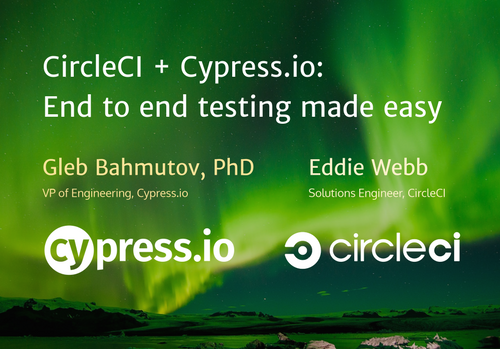 CircleCI + Cypress.io:
End to end testing made easy
Gleb Bahmutov, PhD
VP of Engineering, Cypress.io
Eddie Webb
Solutions Engineer, CircleCI
cypress.io
circleci